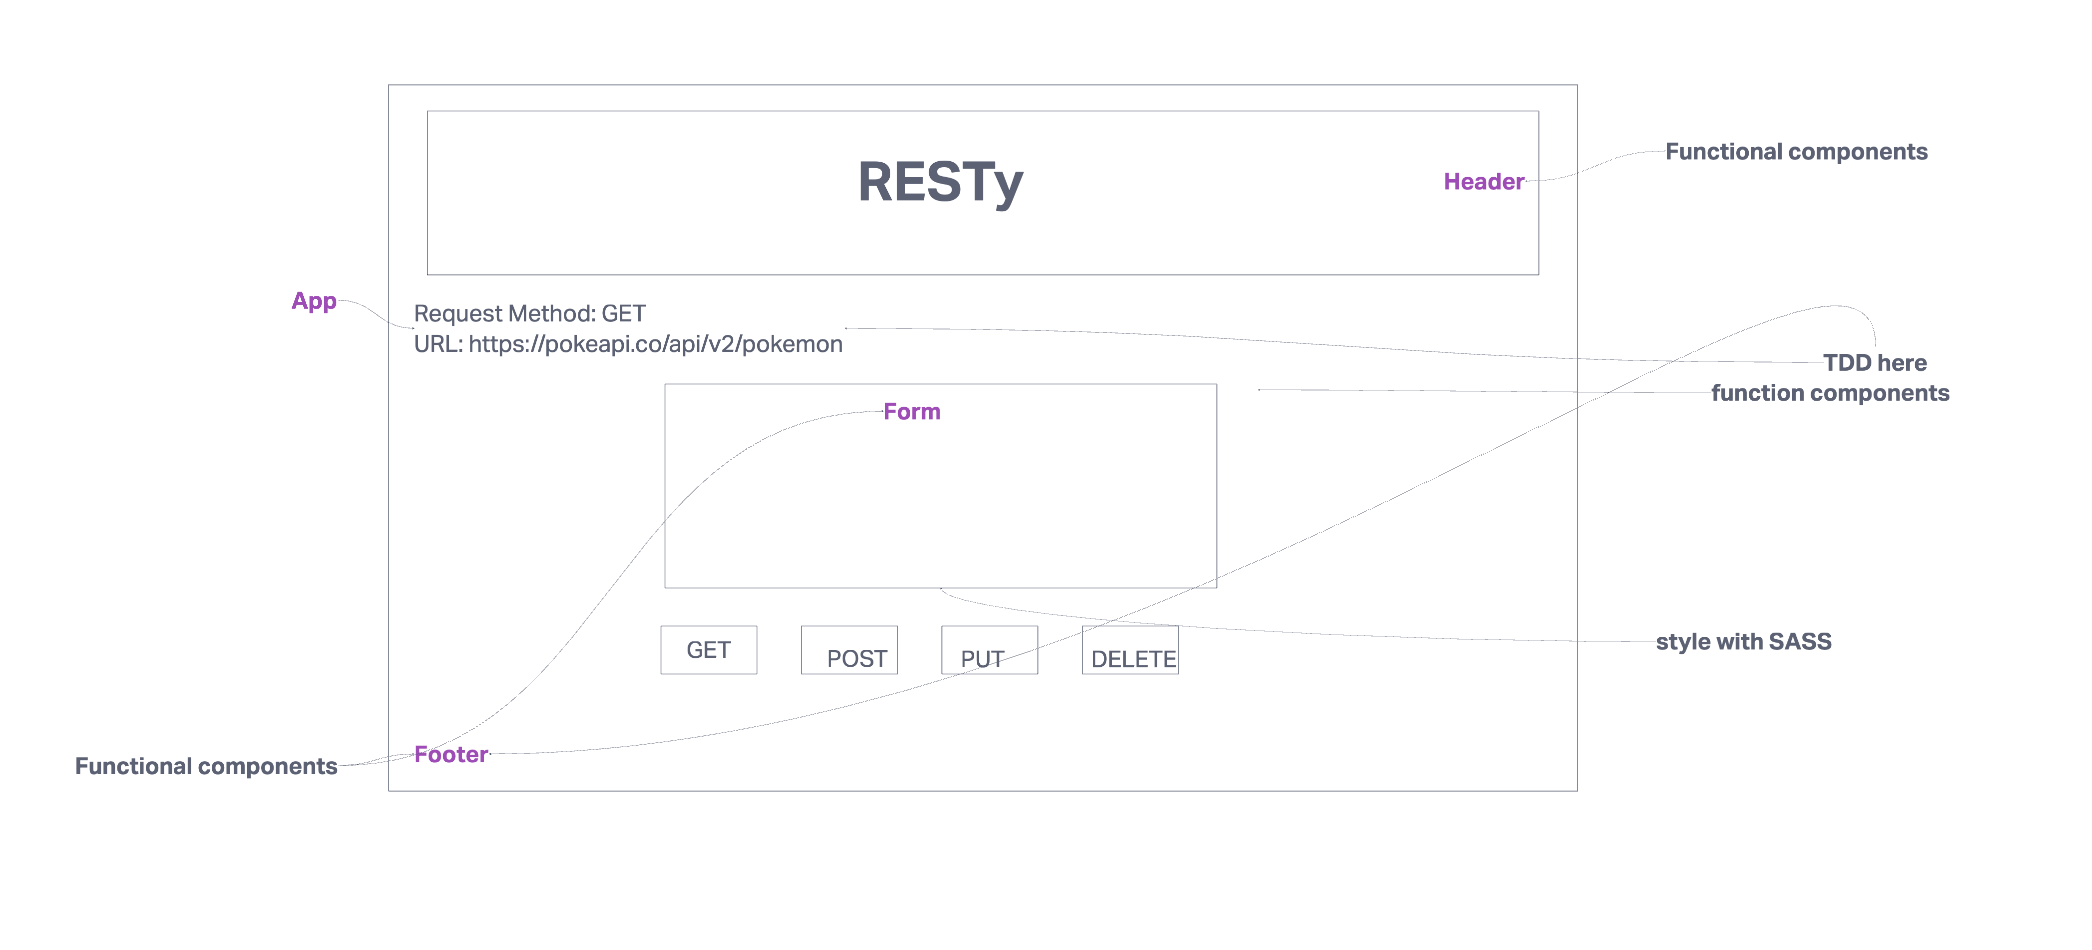 RESTy
Header
Functional components
App
Request Method: GET
URL: https://pokeapi.co/api/v2/pokemon
TDD here
function components
Form
style with SASS
GET
POST
PUT
DELETE
Footer
Functional components